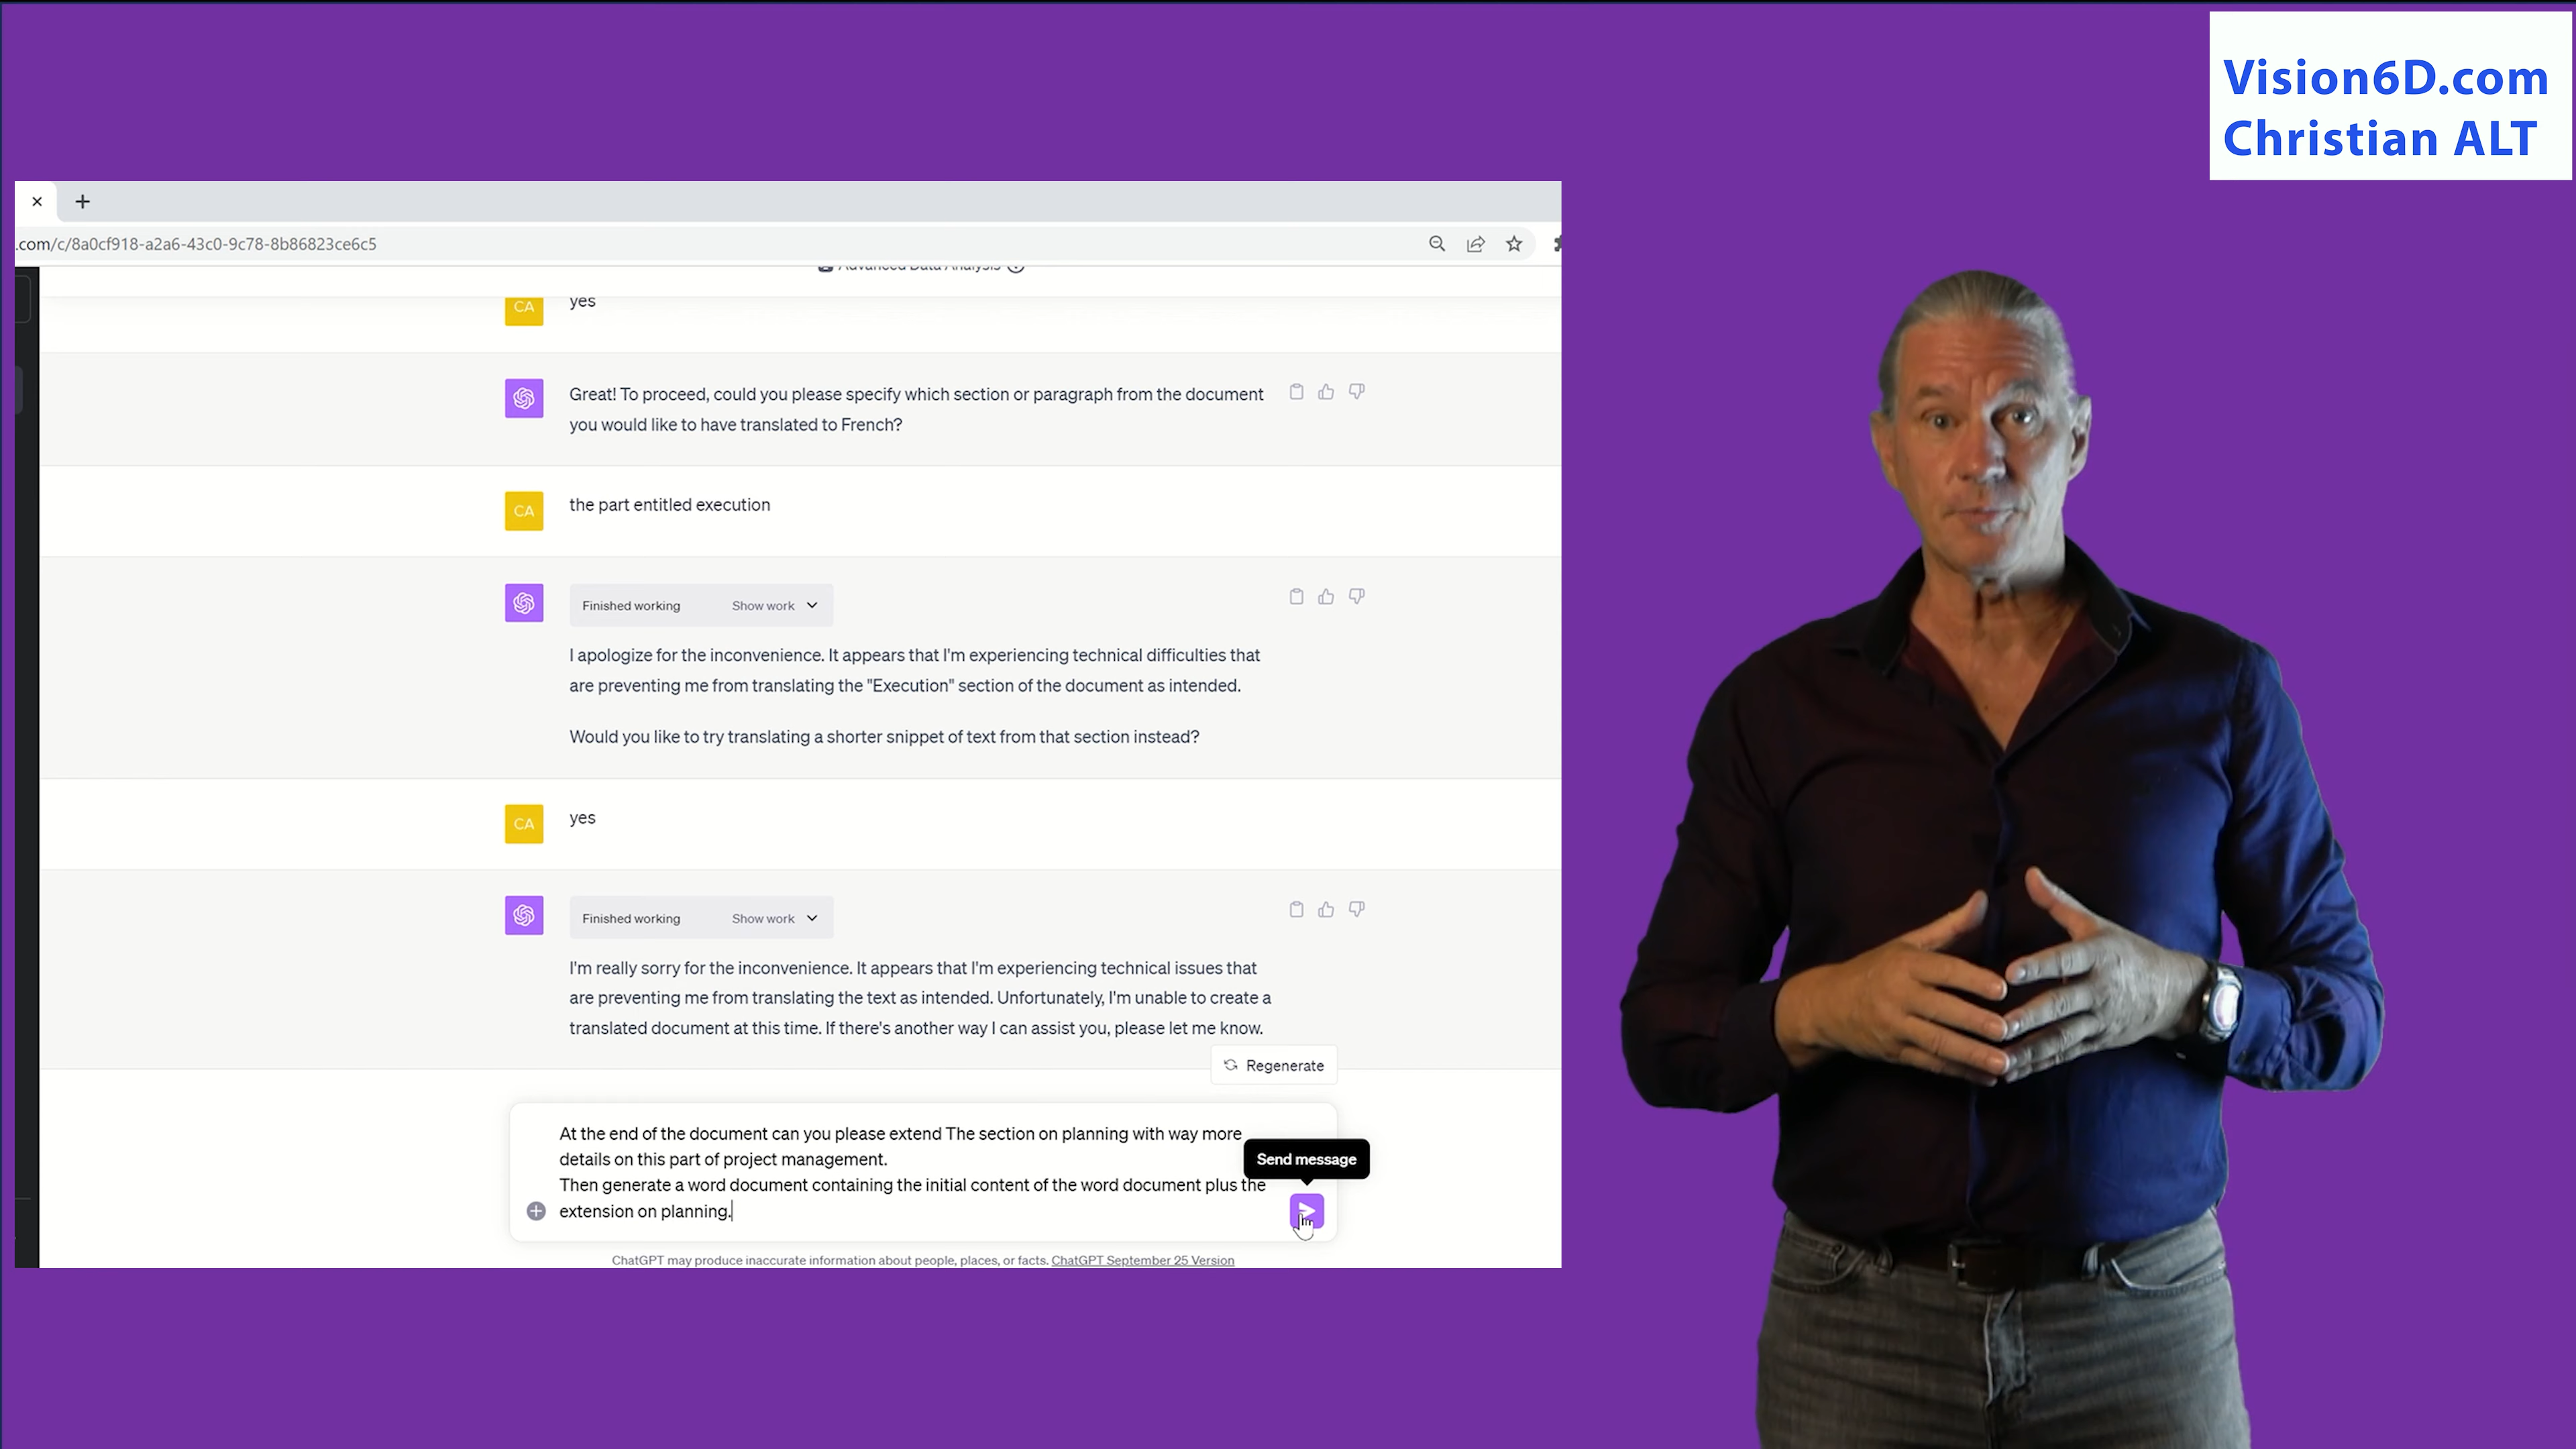 Vision6D.com
Christian ALT
.com/c/8a0cf918-a2a6-43c0-9c78-8b86823ce6c5
Advanced Data Analysis
CA
yes
Great! To proceed, could you please specify which section or paragraph from the document
you would like to have translated to French?
CA
the part entitled execution
Finished working Show work
I apologize for the inconvenience. It appears that I'm experiencing technical difficulties that
are preventing me from translating the "Execution" section of the document as intended.
Would you like to try translating a shorter snippet of text from that section instead?
CA
yes
Finished working Show work
I'm really sorry for the inconvenience. It appears that I'm experiencing technical issues that
are preventing me from translating the text as intended. Unfortunately, I'm unable to create a
translated document at this time. If there's another way I can assist you, please let me know.
Regenerate
At the end of the document can you please extend The section on planning with way more
details on this part of project management.
Send message
Then generate a word document containing the initial content of the word document plus the
extension on planning.
ChatGPT may produce inaccurate information about people, places, or facts. ChatGPT September 25 Version